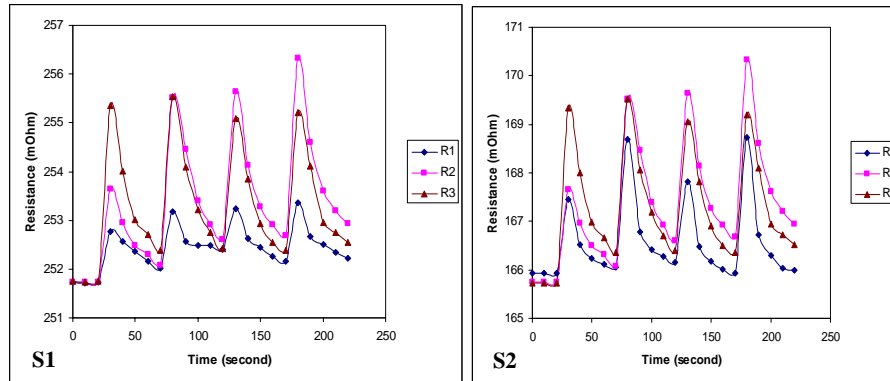 257
256
255
254
253
252
251
Resistance (mOhm)
0 50 100 150 200 250
Time (second)
R1
R2
R3
S1
171
170
169
168
167
166
165
Resistance (mOhm)
0 50 100 150 200 250
Time (second)
R
R
R
S2